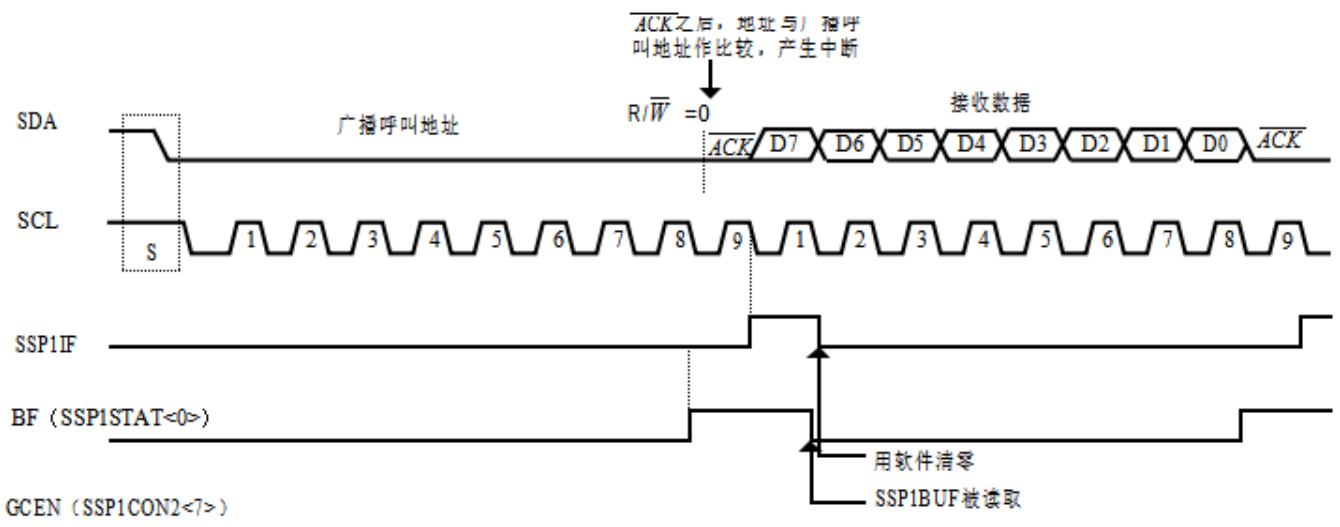 ACK之后，地址与广播呼
叫地址作比较，产生中断
SDA
广播呼叫地址
R/W =0
接收数据
ACK D7 D6 D5 D4 D3 D2 D1 D0 ACK
SCL
S
1 2 3 4 5 6 7 8 9 1 2 3 4 5 6 7 8 9
SSP1IF
BF（SSP1STAT<0>）
用软件清零
SSP1BUF被读取
GCEN（SSP1CON2<7>）